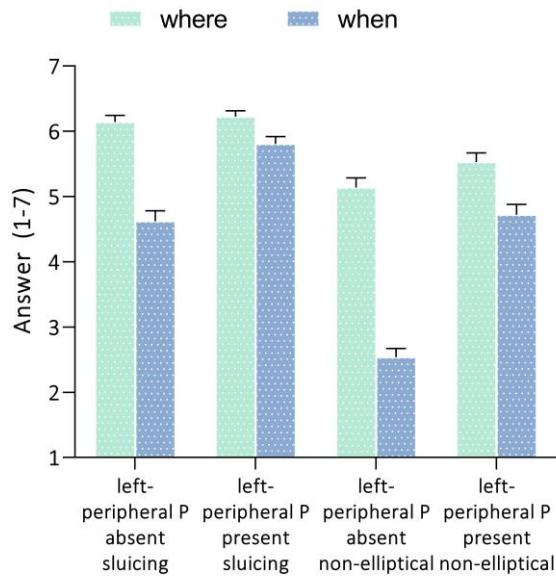 where when
7
6
5
4
3
2
1
Answer (1-7)
left-peripheral P absent sluicing
left-peripheral P present sluicing
left-peripheral P absent non-elliptical
left-peripheral P present non-elliptical